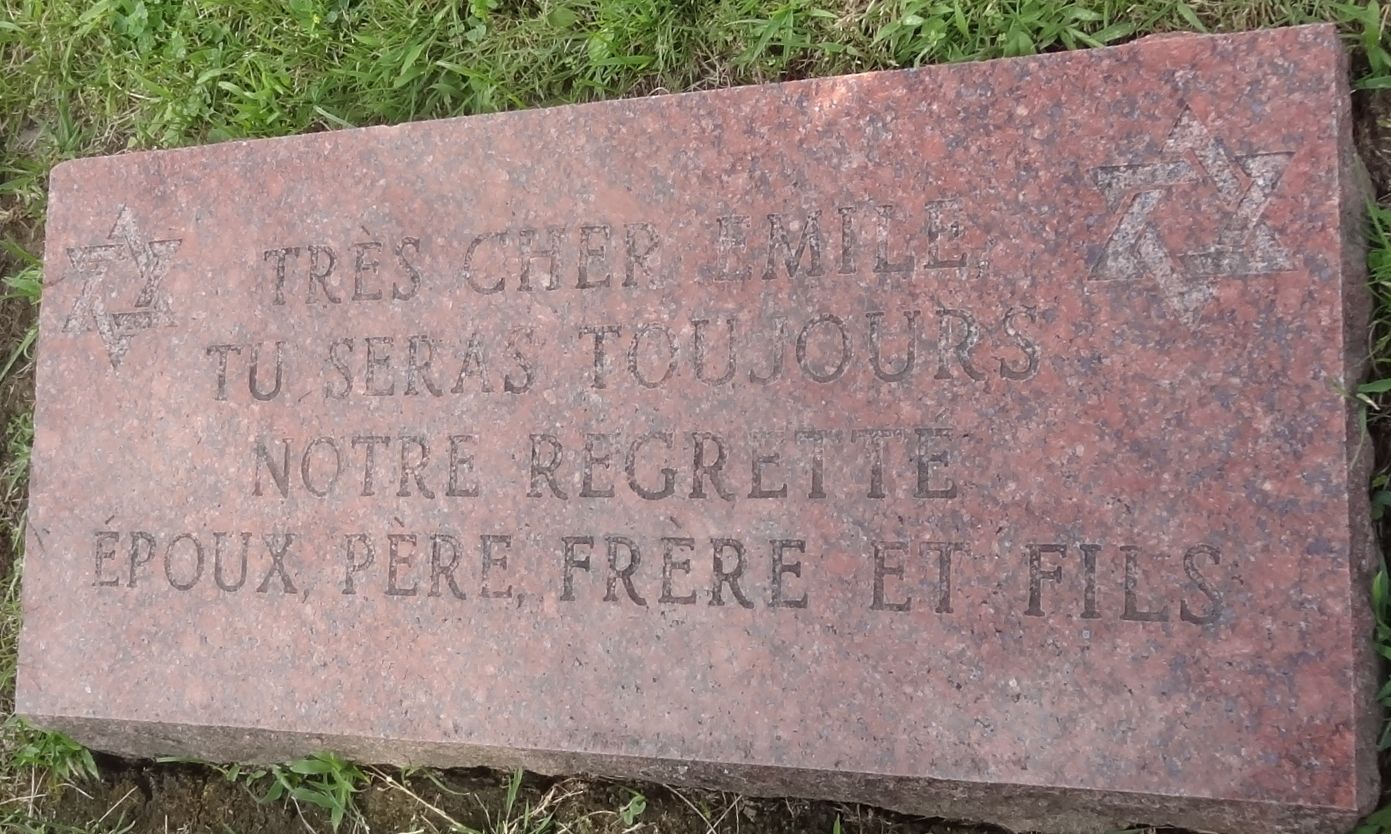 TRÈS CHER EMILE,
TU SERAS TOUJOURS
NOTRE REGRETTE
ÉPOUX, PÈRE, FRÈRE ET FILS